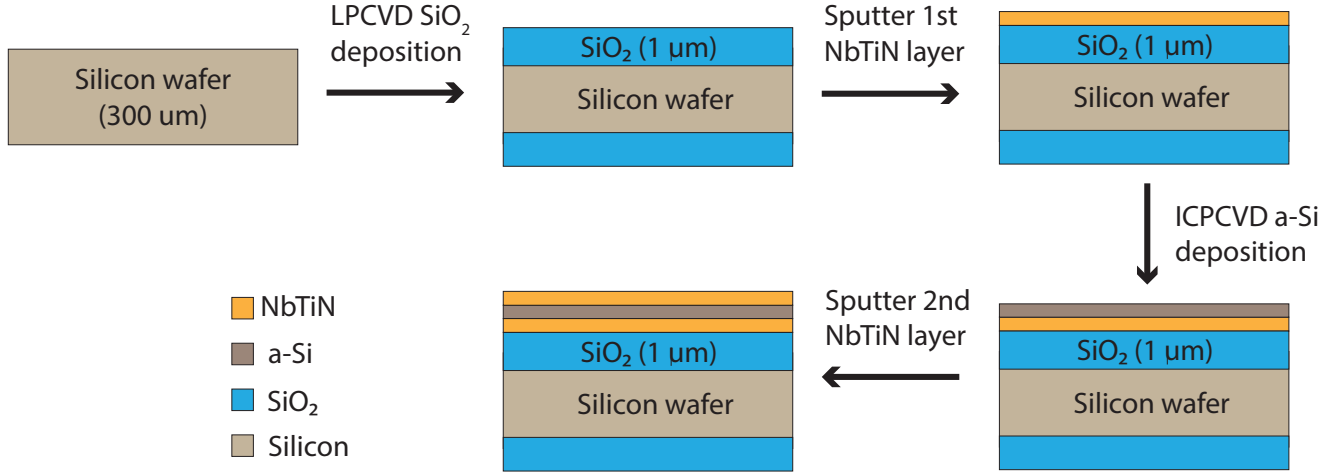 Silicon wafer
(300 um)
LPCVD SiO₂
deposition
SiO₂ (1 µm)
Silicon wafer
Sputter 1st
NbTiN layer
SiO₂ (1 µm)
Silicon wafer
ICPCVD a-Si
deposition
SiO₂ (1 µm)
Silicon wafer
Sputter 2nd
NbTiN layer
SiO₂ (1 µm)
Silicon wafer
NbTiN
a-Si
SiO₂
Silicon